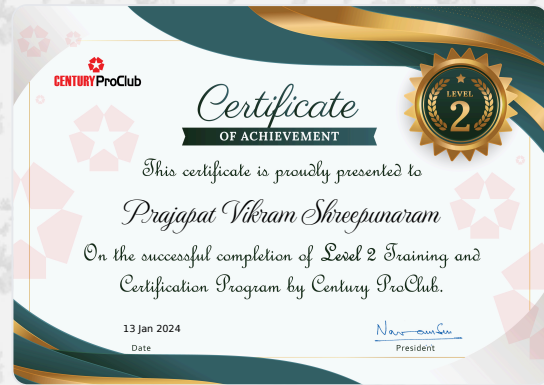 CENTURY ProClub
LEVEL
2
Certificate
OF ACHIEVEMENT
This certificate is proudly presented to
Prajapat Vikram Shreepunaram
On the successful completion of Level 2 Training and
Certification Program by Century ProClub.
13 Jan 2024
Date
President